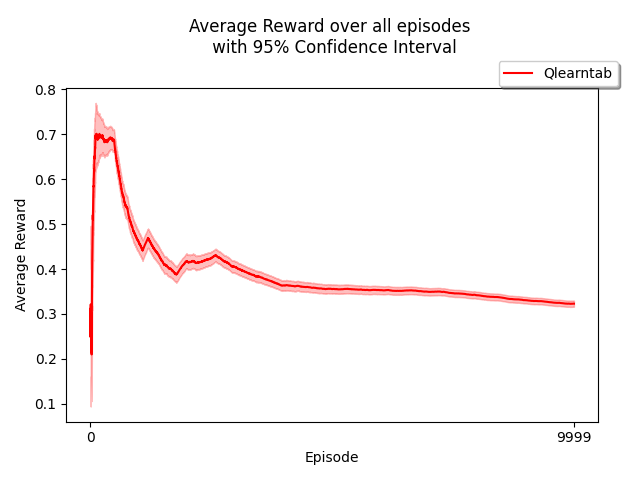 Average Reward over all episodes
with 95% Confidence Interval
Qlearntab
0.8
0.7
0.6
0.5
0.4
0.3
0.2
0.1
Average Reward
0
9999
Episode